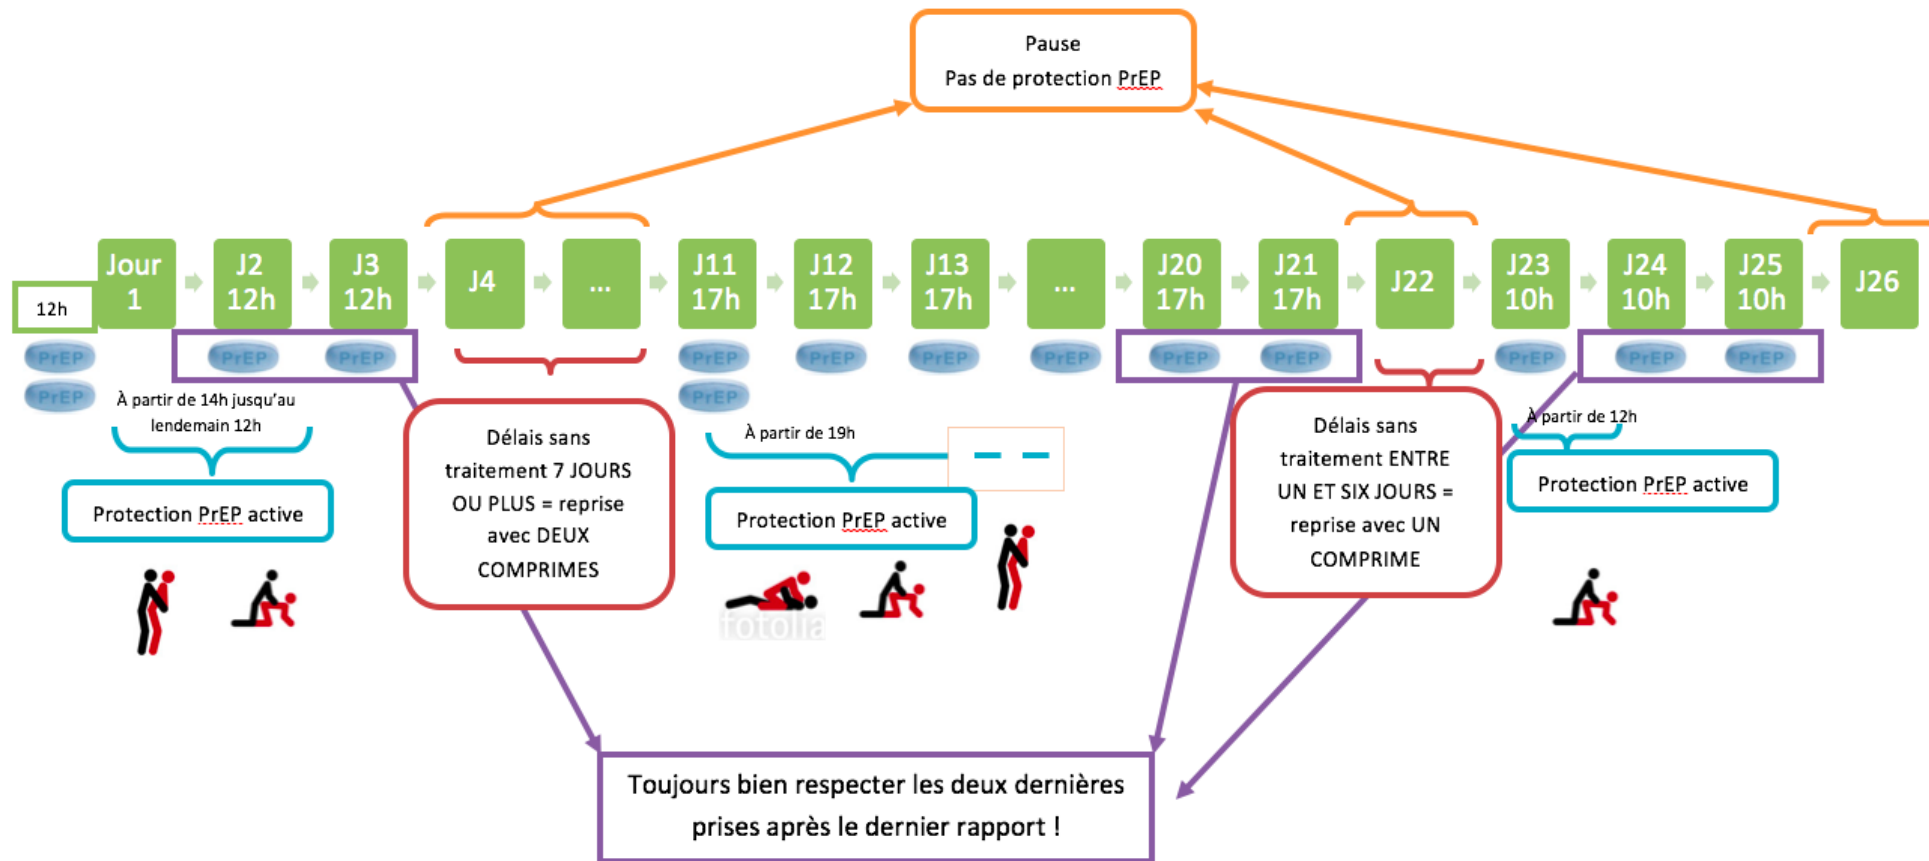 Pause
Pas de protection PrEP
12h
Jour
1
J2
12h
J3
12h
J4
...
J11
17h
J12
17h
J13
17h
...
J20
17h
J21
17h
J22
J23
10h
J24
10h
J25
10h
J26
PrEP
PrEP
PrEP
PrEP
PrEP
PrEP
PrEP
PrEP
PrEP
PrEP
PrEP
PrEP
PrEP
PrEP
À partir de 14h jusqu'au
lendemain 12h
Protection PrEP active
Délais sans
traitement 7 JOURS
OU PLUS = reprise
avec DEUX
COMPRIMES
À partir de 19h
Protection PrEP active
fotolia
Délais sans
traitement ENTRE
UN ET SIX JOURS =
reprise avec UN
COMPRIME
À partir de 12h
Protection PrEP active
Toujours bien respecter les deux dernières
prises après le dernier rapport !